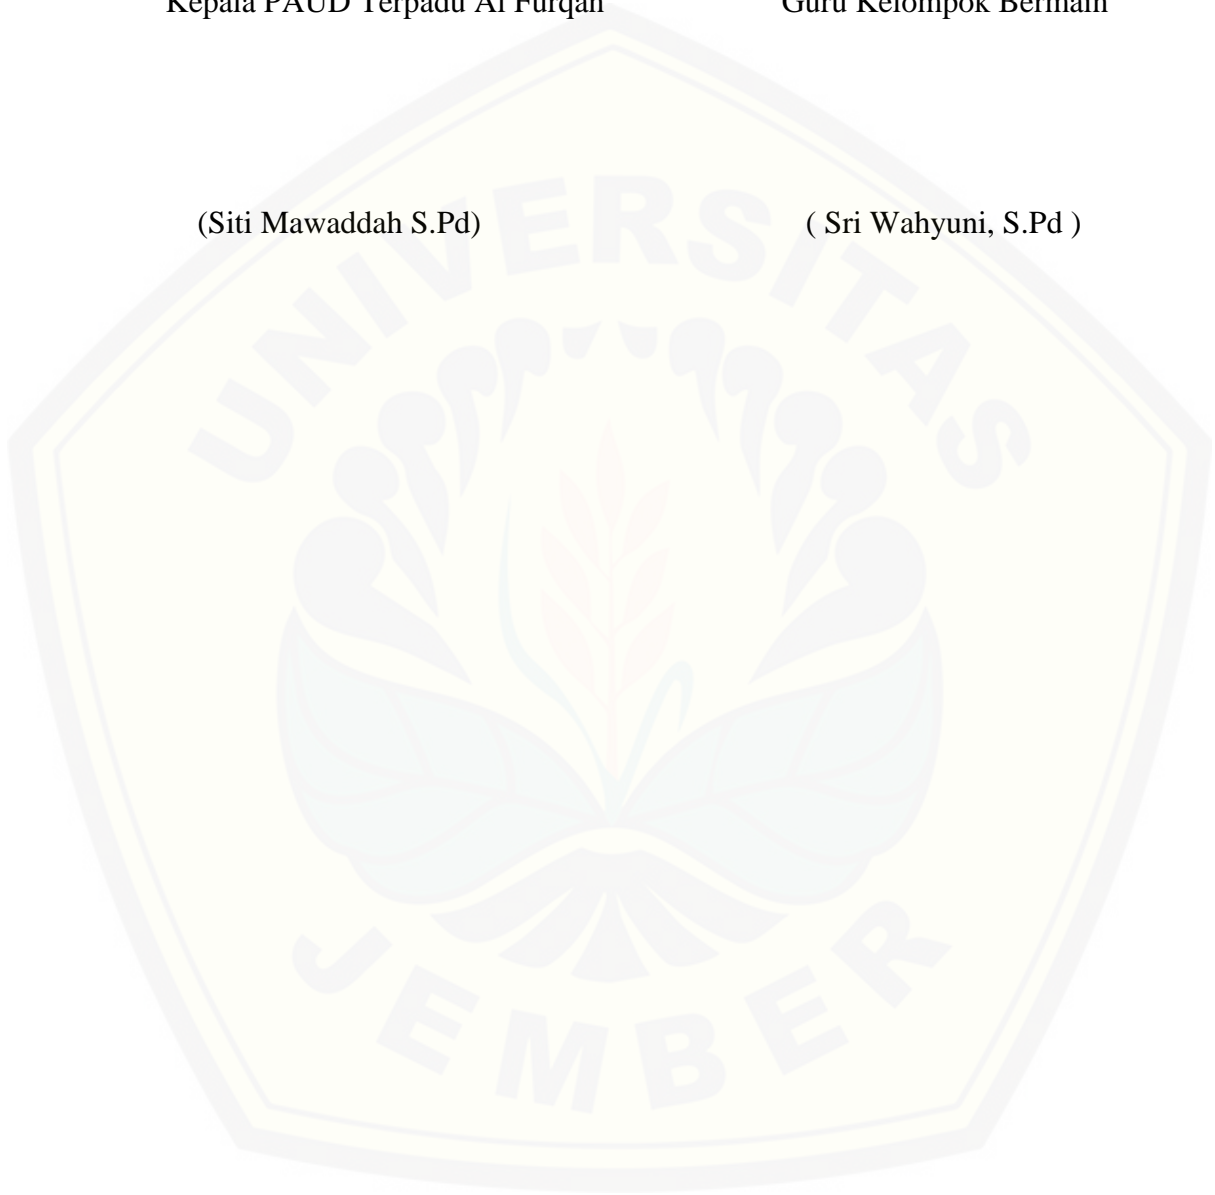 Kepala PAUD Terpadu Al Furqan Guru Kelompok Bermain
(Siti Mawaddah S.Pd) ( Sri Wahyuni, S.Pd )
UNIVERSITAS
JEMBER